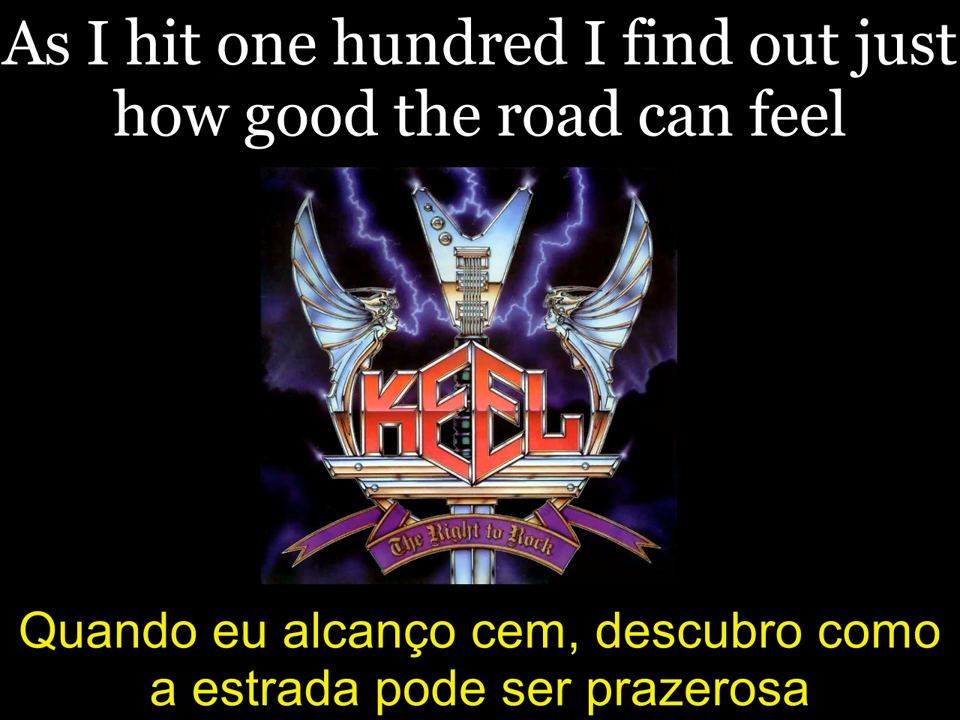 As I hit one hundred I find out just
how good the road can feel
KEEL
The Right to Rock
Quando eu alcanço cem, descubro como
a estrada pode ser prazerosa